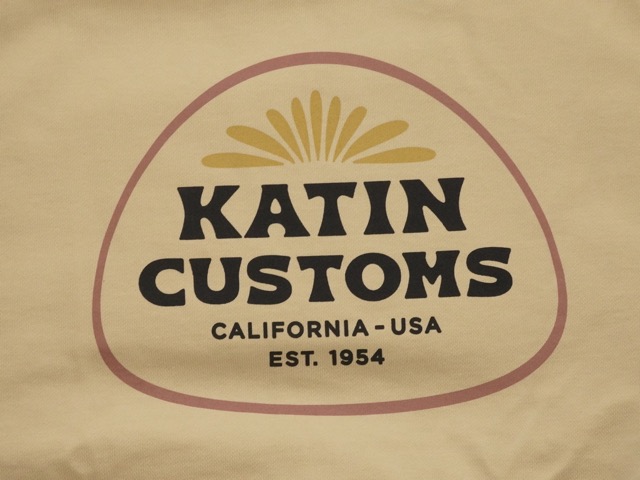 KATIN
CUSTOMS
CALIFORNIA - USA
EST. 1954